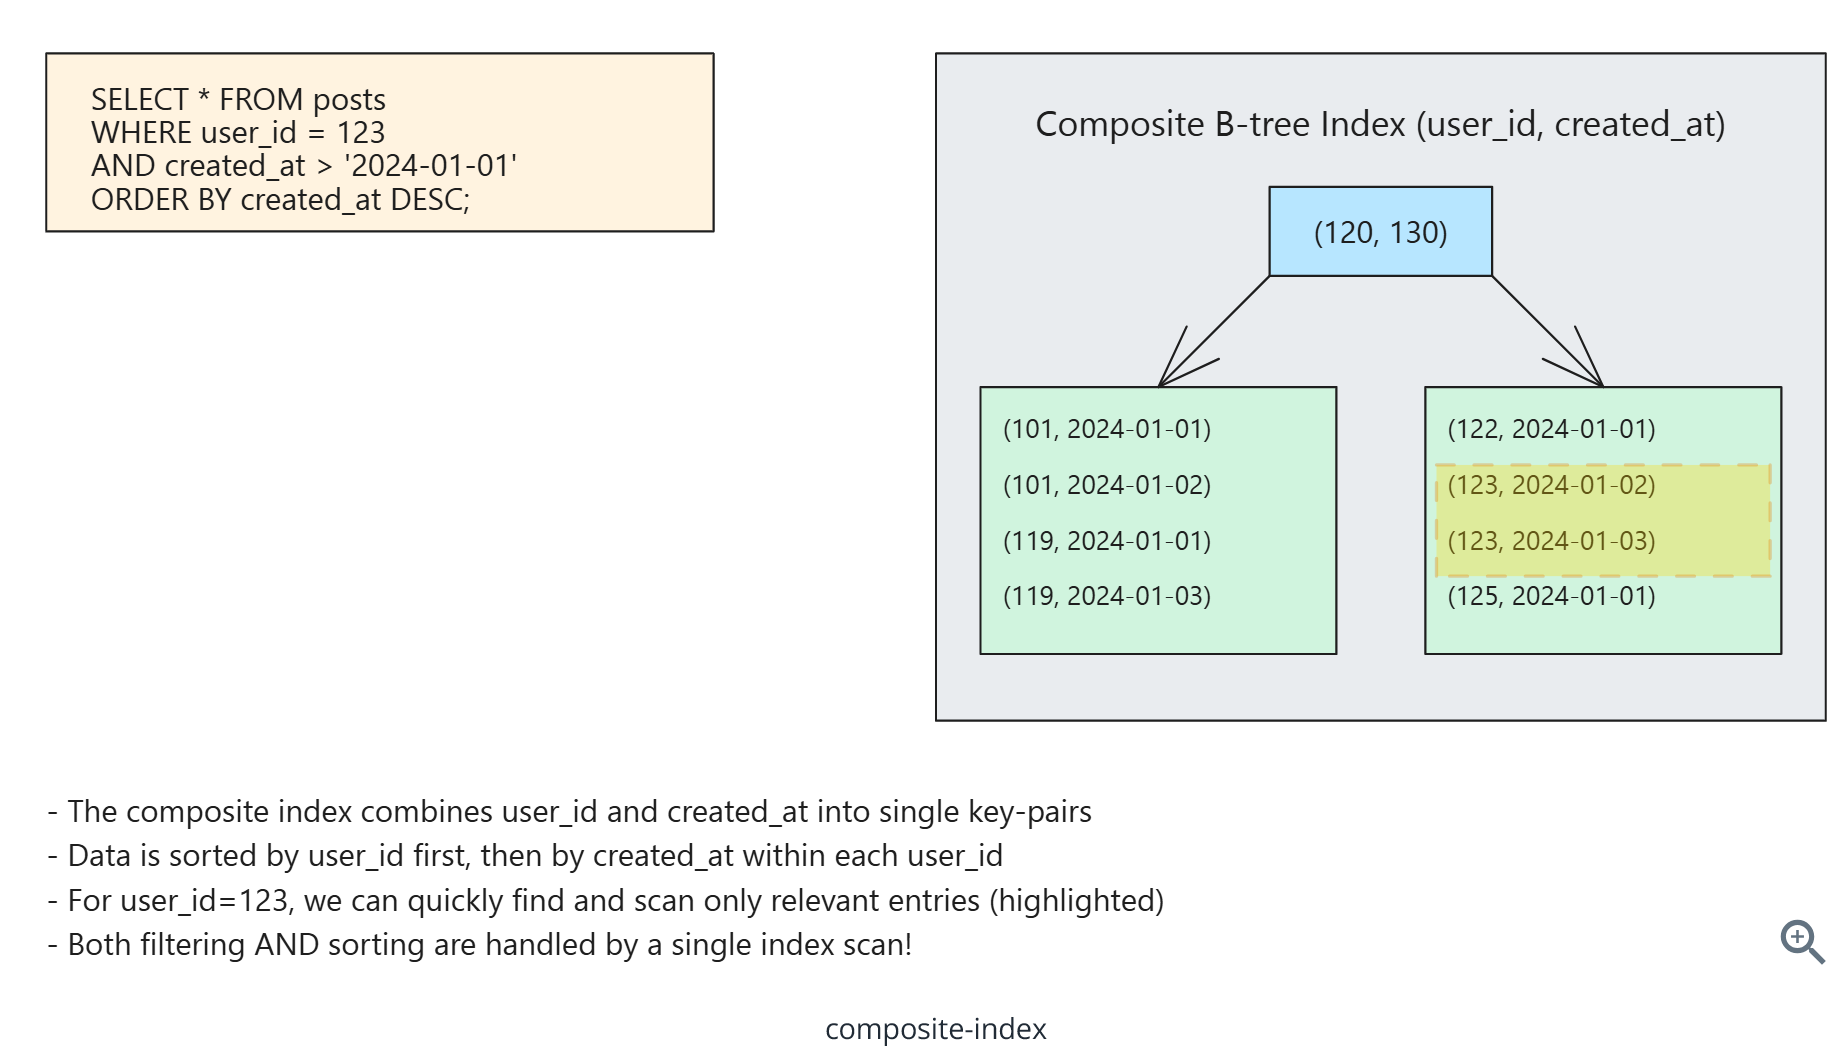 SELECT * FROM posts
WHERE user_id = 123
AND created_at > '2024-01-01'
ORDER BY created_at DESC;
Composite B-tree Index (user_id, created_at)
(120, 130)
(101, 2024-01-01)
(101, 2024-01-02)
(119, 2024-01-01)
(119, 2024-01-03)
(122, 2024-01-01)
(123, 2024-01-02)
(123, 2024-01-03)
(125, 2024-01-01)
- The composite index combines user_id and created_at into single key-pairs
- Data is sorted by user_id first, then by created_at within each user_id
- For user_id=123, we can quickly find and scan only relevant entries (highlighted)
- Both filtering AND sorting are handled by a single index scan!
composite-index